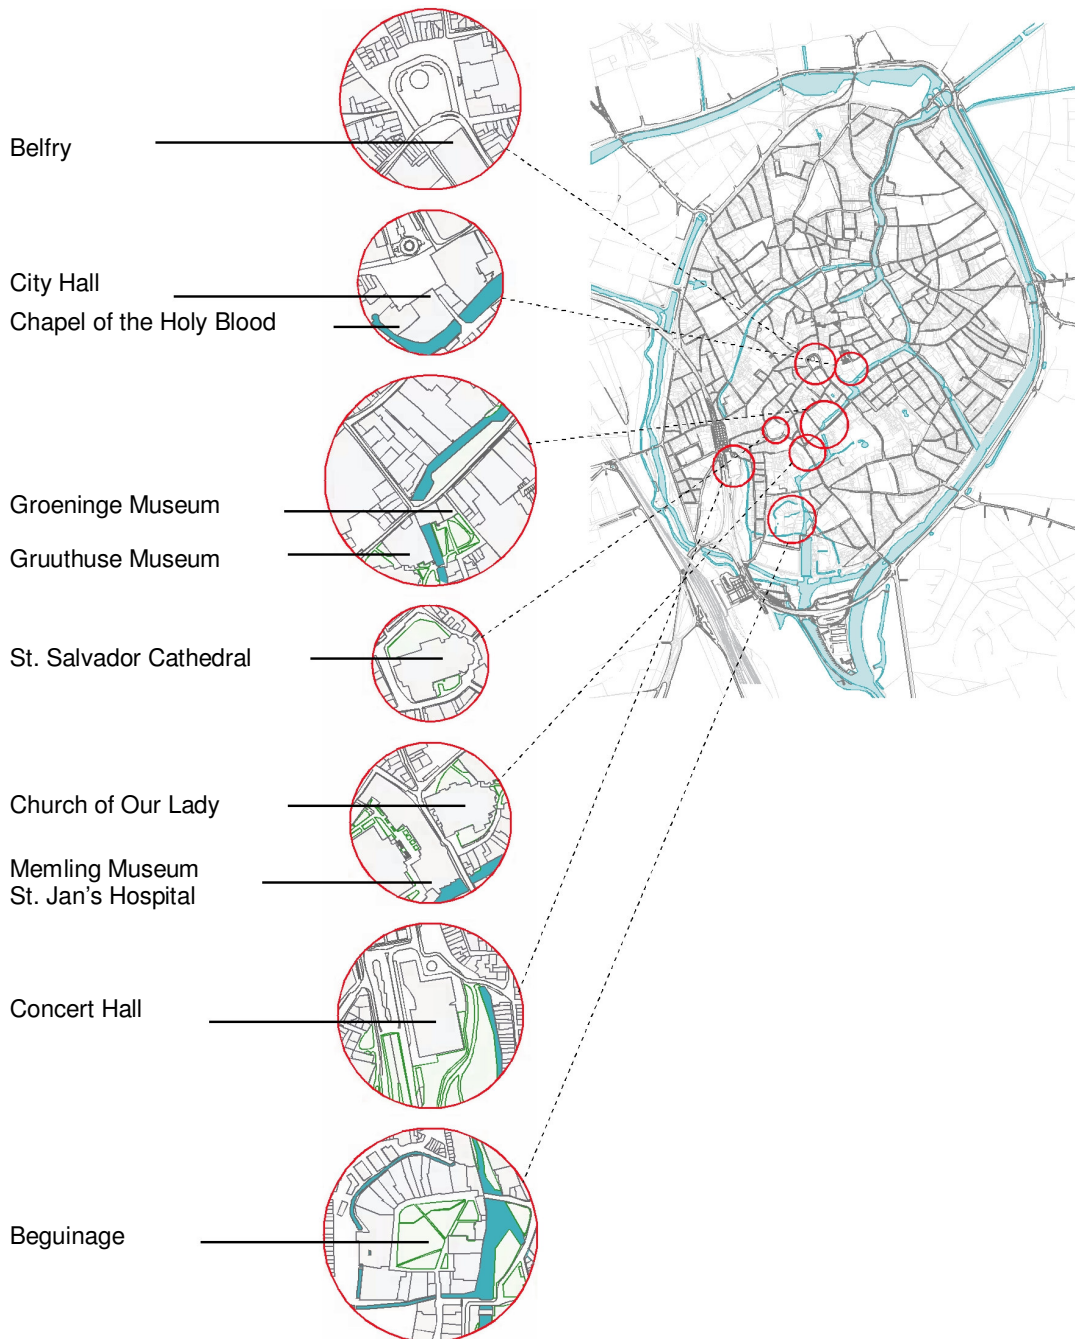 Belfry
City Hall
Chapel of the Holy Blood
Groeninge Museum
Gruuthuse Museum
St. Salvador Cathedral
Church of Our Lady
Memling Museum
St. Jan's Hospital
Concert Hall
Beguinage